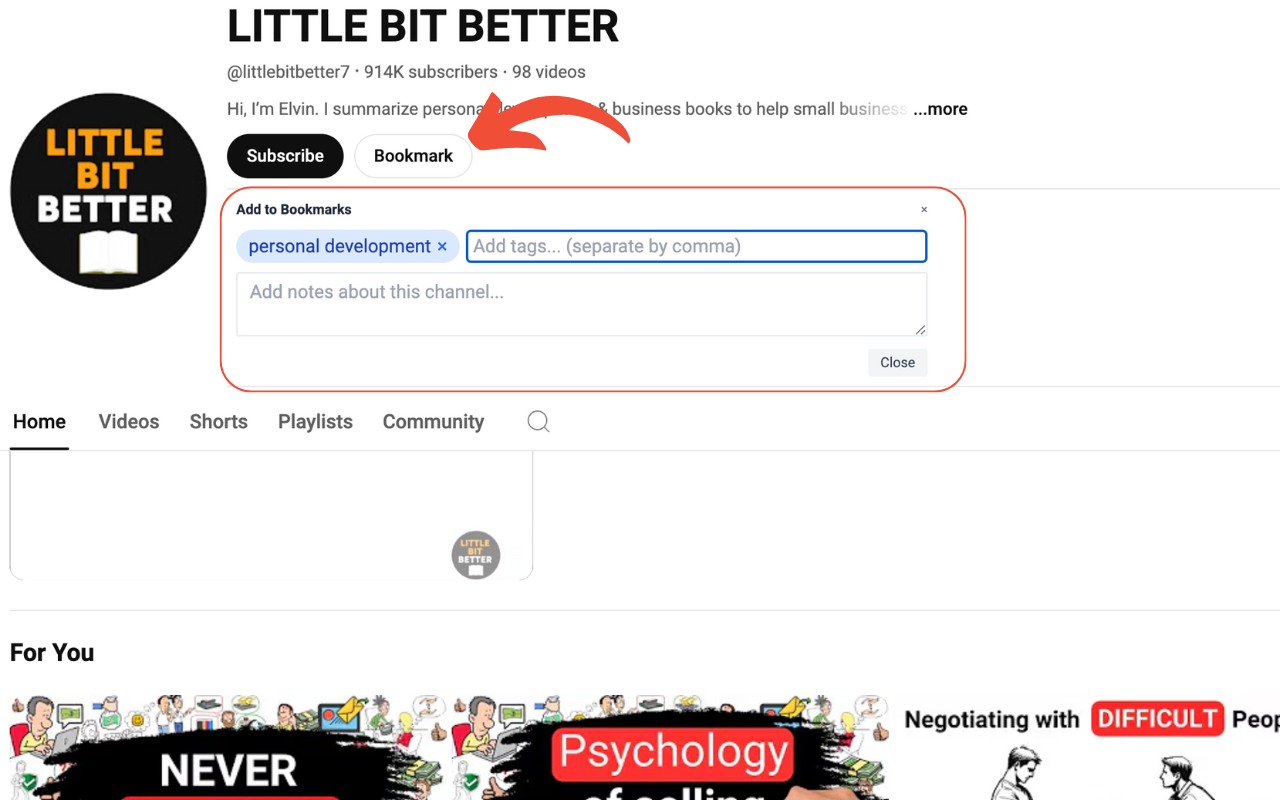 LITTLE BIT BETTER
@littlebitbetter7 · 914K subscribers · 98 videos
Hi, I’m Elvin. I summarize personal & business books to help small business ...more
LITTLE
BIT
BETTER
Subscribe
Bookmark
Add to Bookmarks
×
personal development ×
Add tags... (separate by comma)
Add notes about this channel...
Close
Home
Videos
Shorts
Playlists
Community
LITTLE
BIT
BETTER
For You
NEVER
Psychology
of selling
Negotiating with DIFFICULT